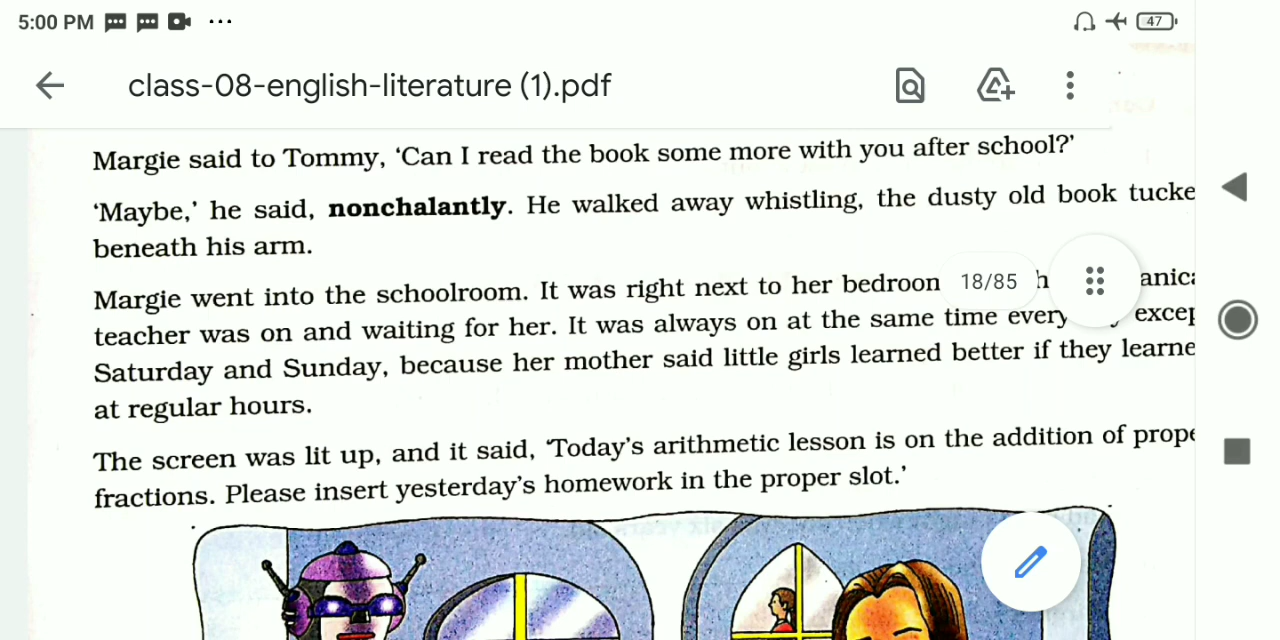 5:00 PM ...
47
class-08-english-literature (1).pdf
Margie said to Tommy, ‘Can I read the book some more with you after school?’
‘Maybe,’ he said, nonchalantly. He walked away whistling, the dusty old book tucke
beneath his arm.
Margie went into the schoolroom. It was right next to her bedroom
18/85
teacher was on and waiting for her. It was always on at the same time every excep
Saturday and Sunday, because her mother said little girls learned better if they learne
at regular hours.
The screen was lit up, and it said, ‘Today’s arithmetic lesson is on the addition of prope
fractions. Please insert yesterday’s homework in the proper slot.’